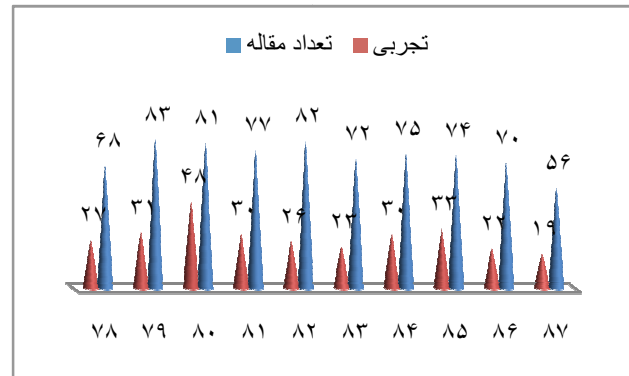 تعداد مقاله تجربی
۶۸ ۸۳ ۸۱ ۷۷ ۸۲ ۷۲ ۷۵ ۷۴ ۷۰ ۵۶
۲۷ ۳۱ ۴۸ ۳۰ ۲۶ ۲۳ ۳۰ ۳۳ ۲۲ ۱۹
۷۸ ۷۹ ۸۰ ۸۱ ۸۲ ۸۳ ۸۴ ۸۵ ۸۶ ۸۷